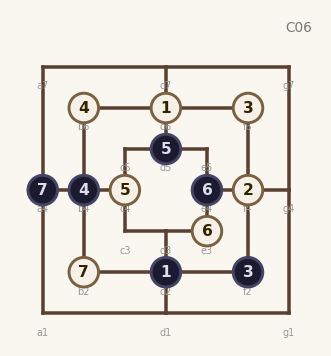 C06
a7 d7 g7
4 1 3
b6 d6 f6
5
c5 d5 e5
7 4 5 6 2
a4 b4 c4 e4 f4 g4
6
c3 d3 e3
7 1 3
b2 d2 f2
a1 d1 g1